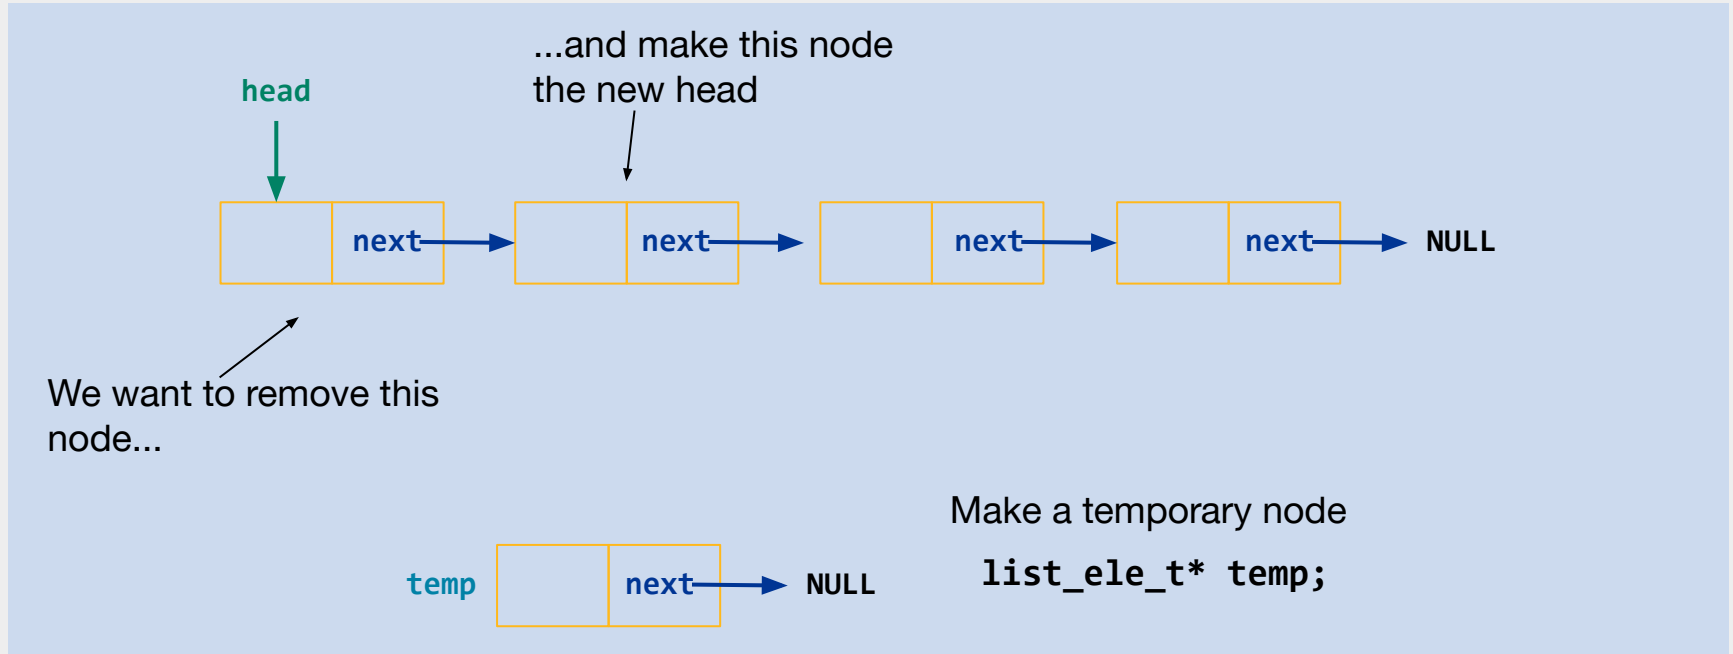 ...and make this node
the new head
head
next
next
next
next
NULL
We want to remove this
node...
Make a temporary node
list_ele_t* temp;
temp
next
NULL